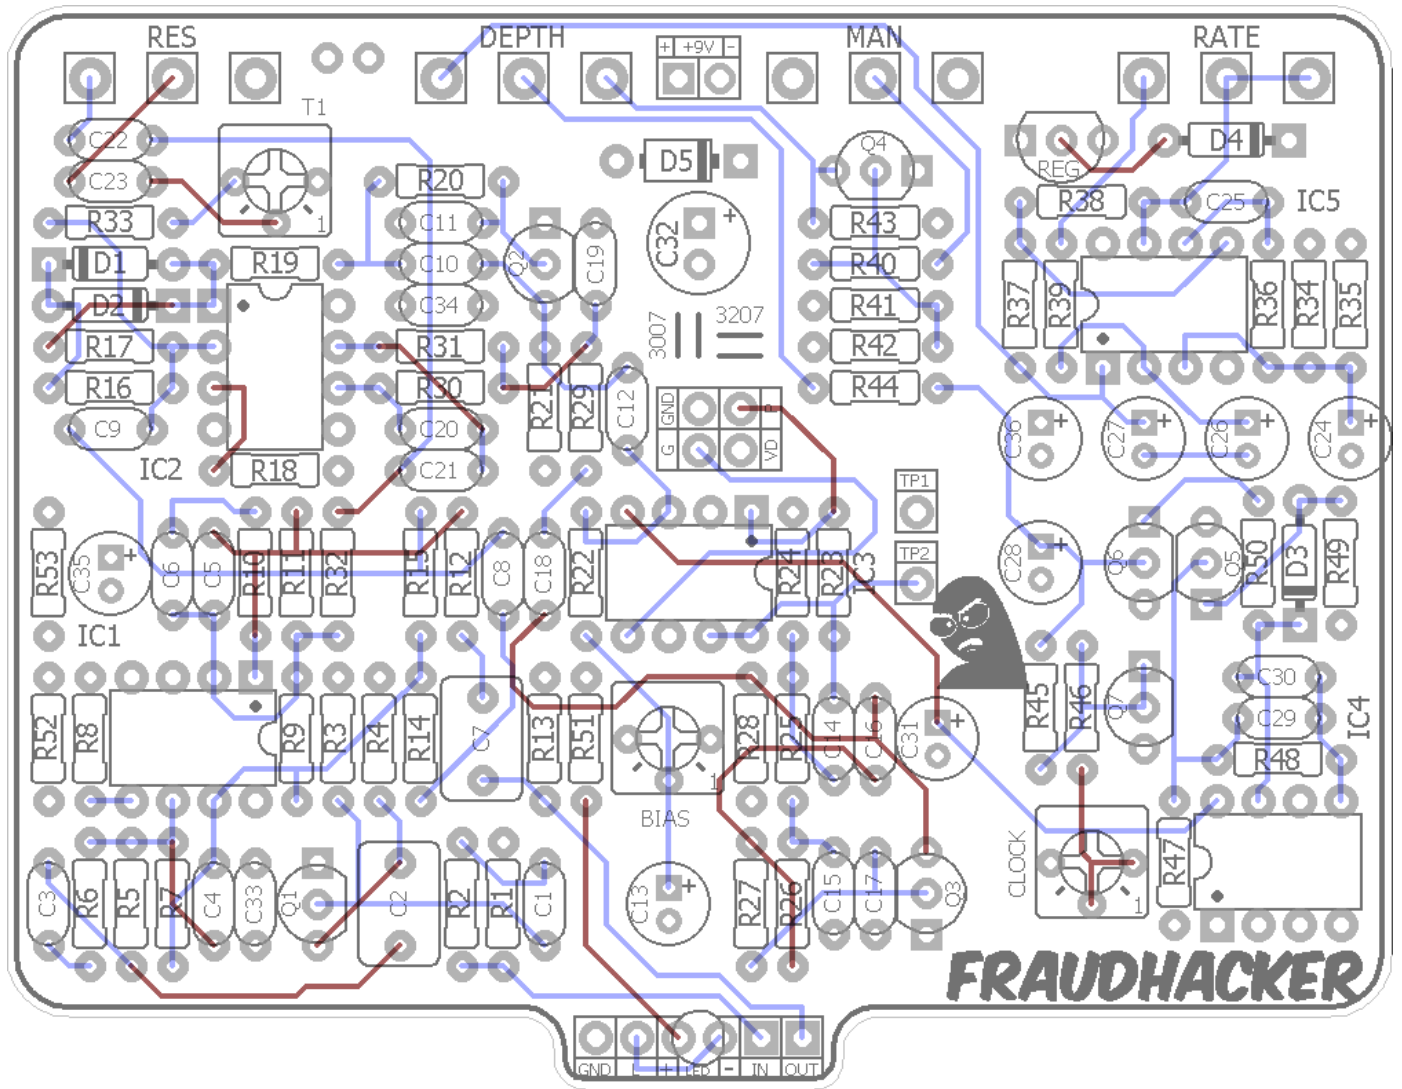 RES DEPTH + +9V - MAN RATE
T1
C22 Q4 D4
D5 REG
C23 R20
R38 C25 IC5
R33 1 C11 R43
C32 +
D1 R19 C10 Q2 C19 R40
D2 C34 R41 R37 R39 R36 R34 R35
3007 3207
R17 R31 R42
R16 R30 R21 R29 C12 R44
GND
C9 C20 C36 + C27 + C26 + C24 +
G VD
IC2 R18 C21
TP1
R53 C35 + C6 C5 R10 R11 R32 R15 R12 C8 C18 R22 R24 R23 IC3 TP2 C28 + Q6 Q5 R50 D3 R49
IC1
C30
R52 R8 R9 R3 R4 R14 C7 R13 R51 1 R28 R25 C14 C16 C31 + R45 R46 Q7 C29 IC4
R48
BIAS
CLOCK
C3 R6 R5 R7 C4 C33 Q1 C2 R2 R1 C1 C13 + R27 R26 C15 C17 Q3 1 R47
FRAUDHACKER
GND L + LED - IN OUT